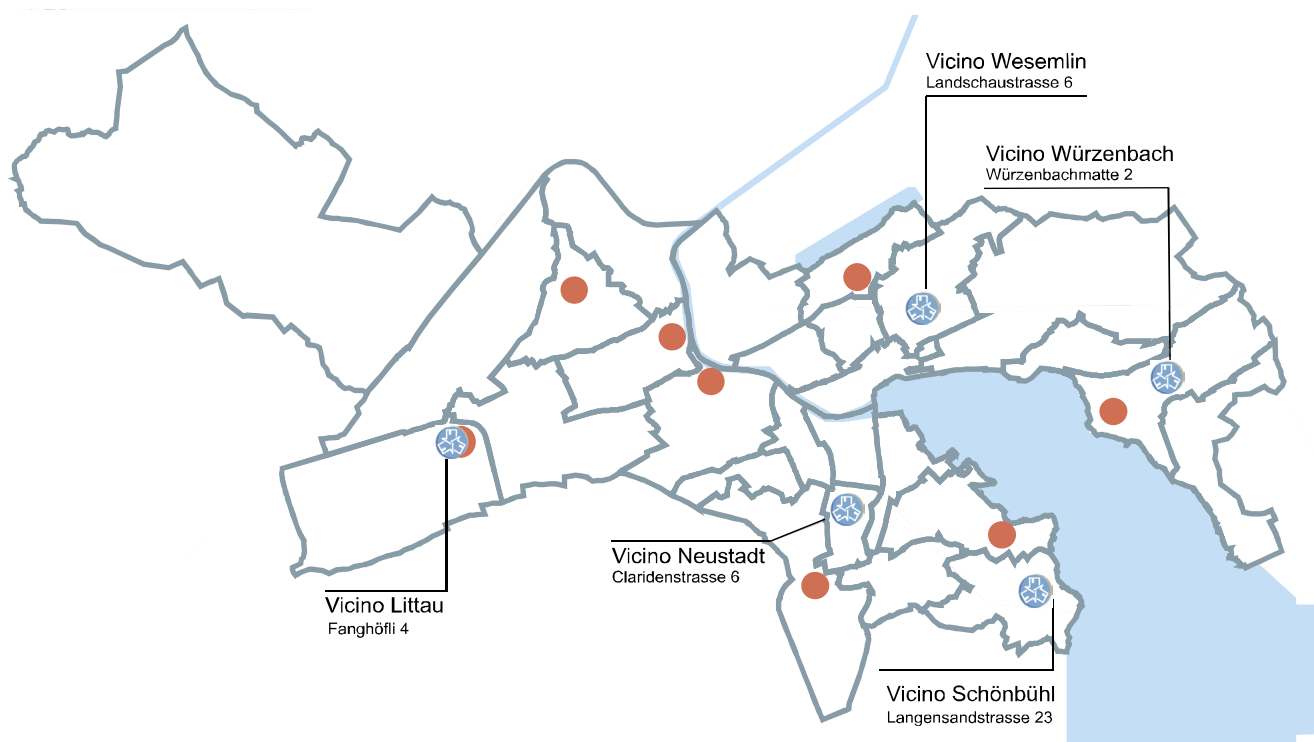 Vicino Wesemlin
Landschaustrasse 6
Vicino Würzenbach
Würzenbachmatte 2
Vicino Neustadt
Claridenstrasse 6
Vicino Littau
Fanghöfli 4
Vicino Schönbühl
Langensandstrasse 23